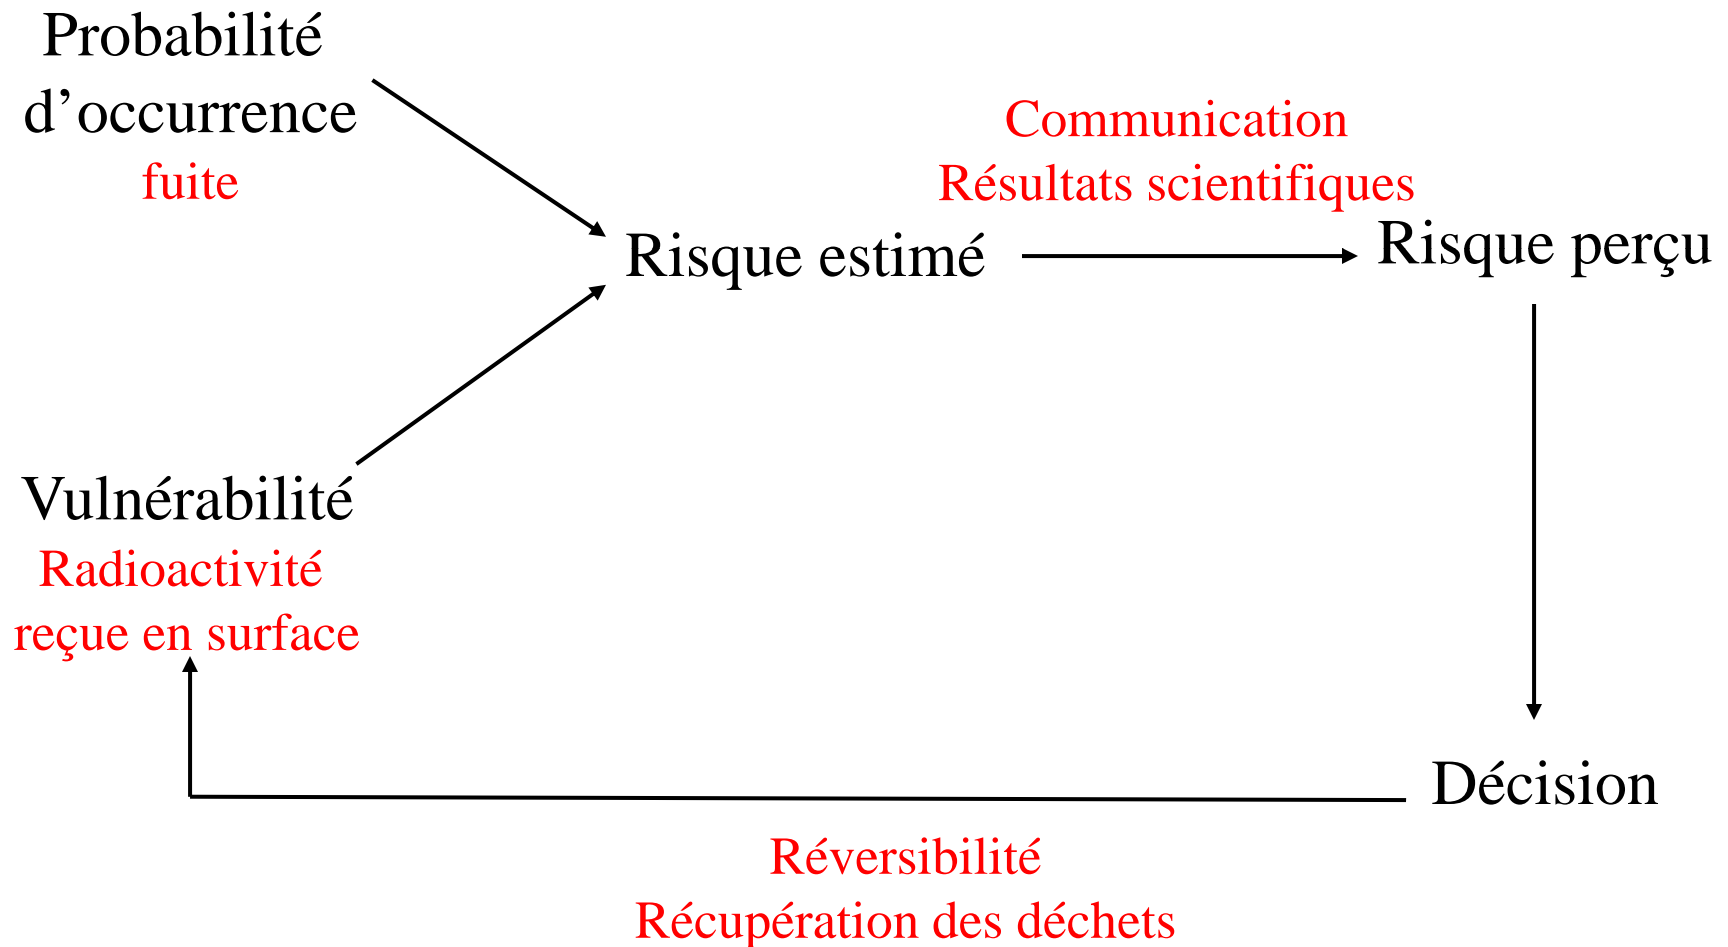 Probabilité
d’occurrence
fuite
Communication
Résultats scientifiques
Risque estimé
Risque perçu
Vulnérabilité
Radioactivité
reçue en surface
Décision
Réversibilité
Récupération des déchets